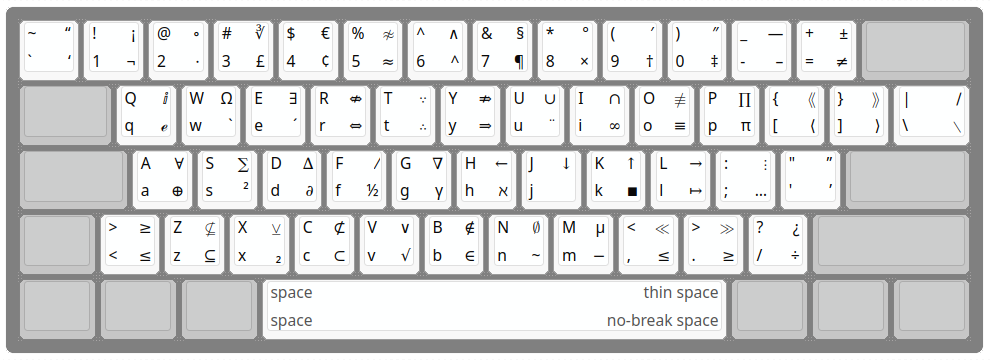 ~ “ ! ¡ @ ∘ # ∛ $ € % ≉ ^ ∧ & § * ° ( ′ ) ″ _ — + ±
` ‘ 1 ¬ 2 · 3 £ 4 ¢ 5 ≈ 6 ^ 7 ¶ 8 × 9 † 0 ‡ - – = ≠
Q ⅈ W Ω E ∃ R ⇎ T ∵ Y ⇏ U ∪ I ∩ O ≢ P ∏ { ⟪ } ⟫ | /
q ℯ w ` e ´ r ⇔ t ∴ y ⇒ u ¨ i ∞ o ≡ p π [ ⟨ ] ⟩ \ ∖
A ∀ S ∑ D ∆ F ∕ G ∇ H ← J ↓ K ↑ L → : ⋮ " ”
a ⊕ s ² d ∂ f ½ g γ h ℵ j k ■ l ↦ ; … ' ’
> ≥ Z ⊈ X ⊻ C ⊄ V ∨ B ∉ N ∅ M µ < ≪ > ≫ ? ¿
< ≤ z ⊆ x ₂ c ⊂ v √ b ∈ n ~ m − , ≤ . ≥ / ÷
space thin space
space no-break space